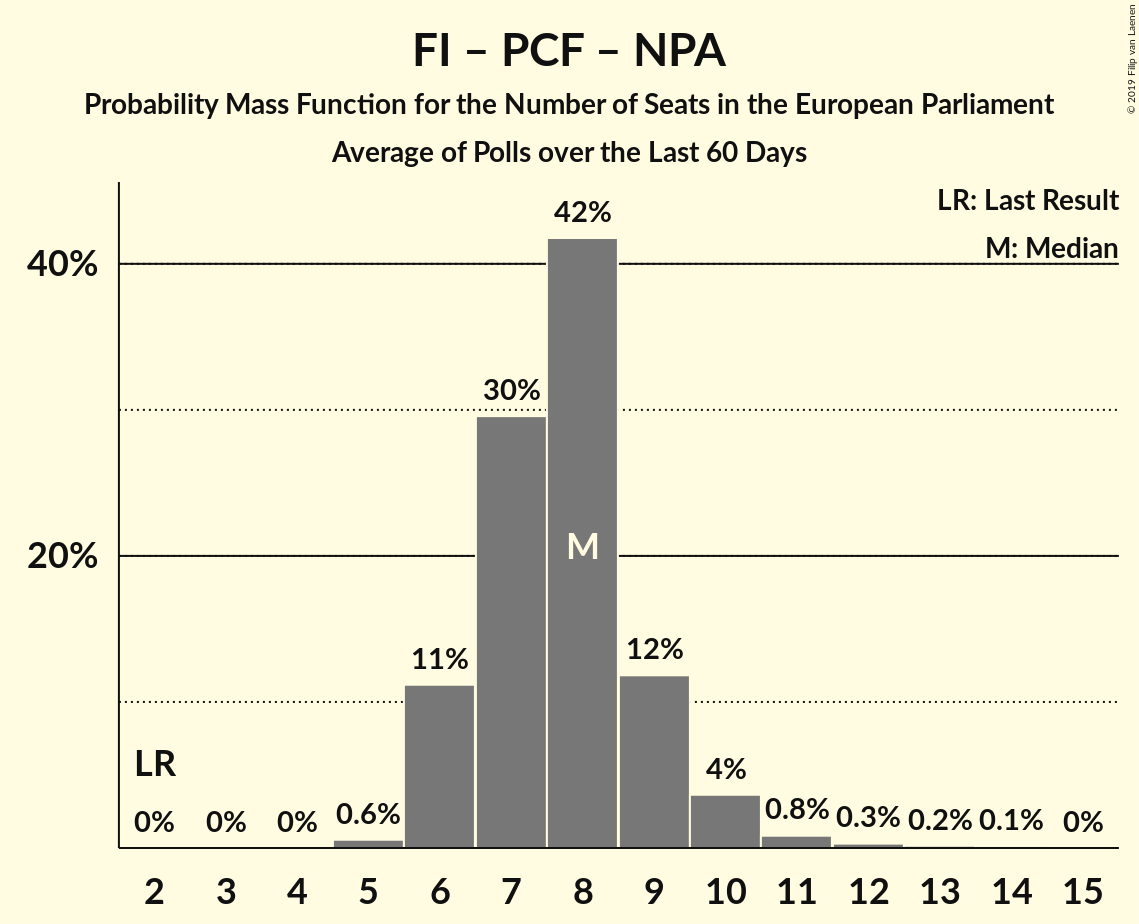 FI – PCF – NPA
Probability Mass Function for the Number of Seats in the European Parliament
Average of Polls over the Last 60 Days
© 2019 Filip van Laenen
LR: Last Result
M: Median
40%
20%
42%
30%
M
12%
11%
LR
4%
0% 0% 0% 0.6% 0.8% 0.3% 0.2% 0.1% 0%
2 3 4 5 6 7 8 9 10 11 12 13 14 15